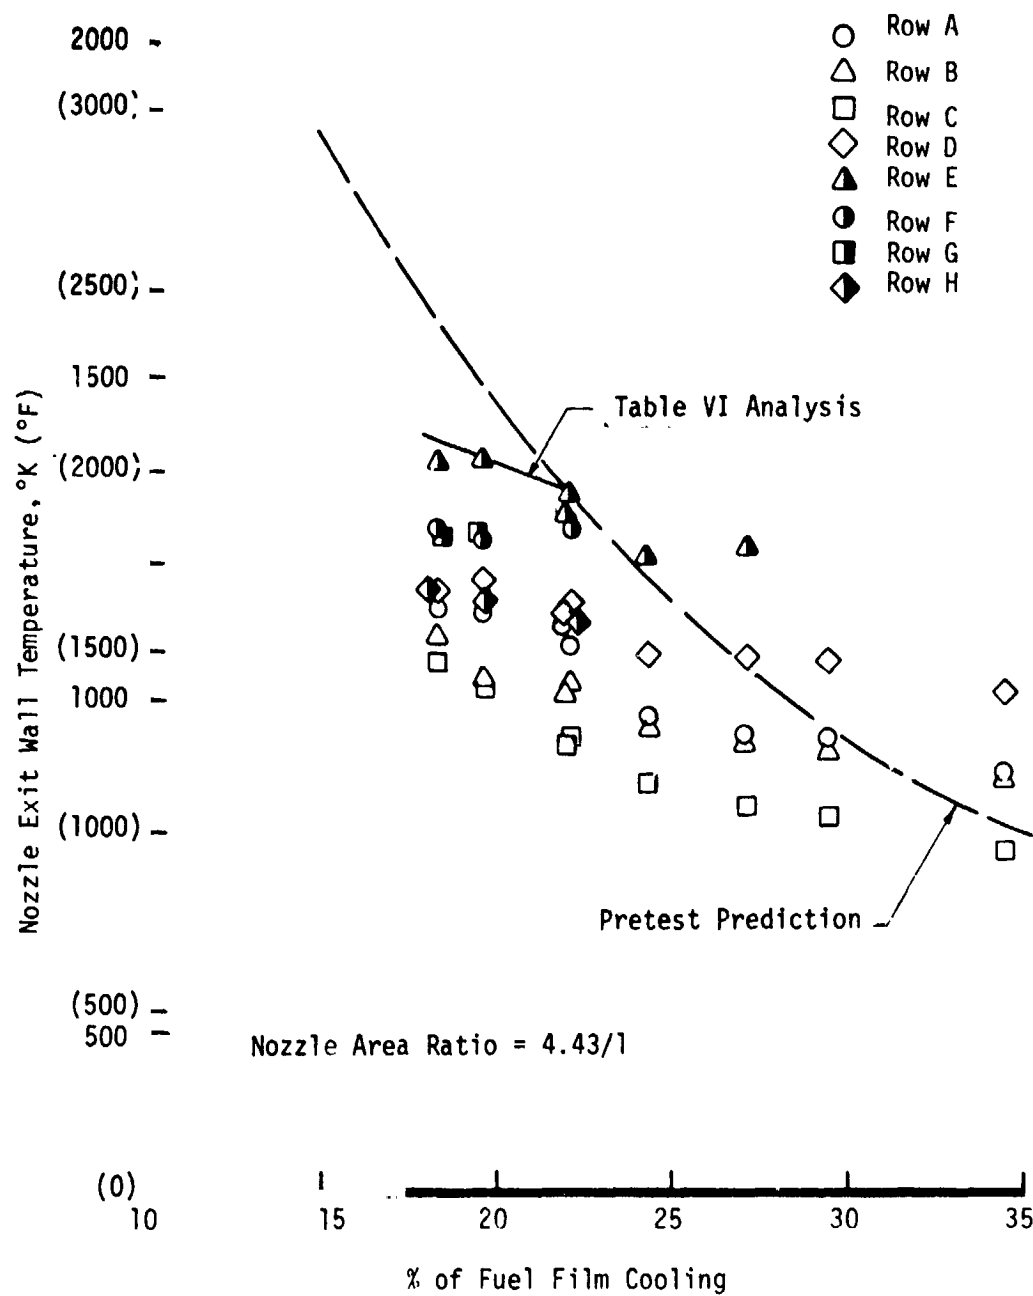 2000
(3000)
(2500)
1500
(2000)
(1500)
1000
(1000)
(500)
500
(0)
Nozzle Exit Wall Temperature, °K (°F)
Row A
Row B
Row C
Row D
Row E
Row F
Row G
Row H
Table VI Analysis
Pretest Prediction
Nozzle Area Ratio = 4.43/1
10 15 20 25 30 35
% of Fuel Film Cooling